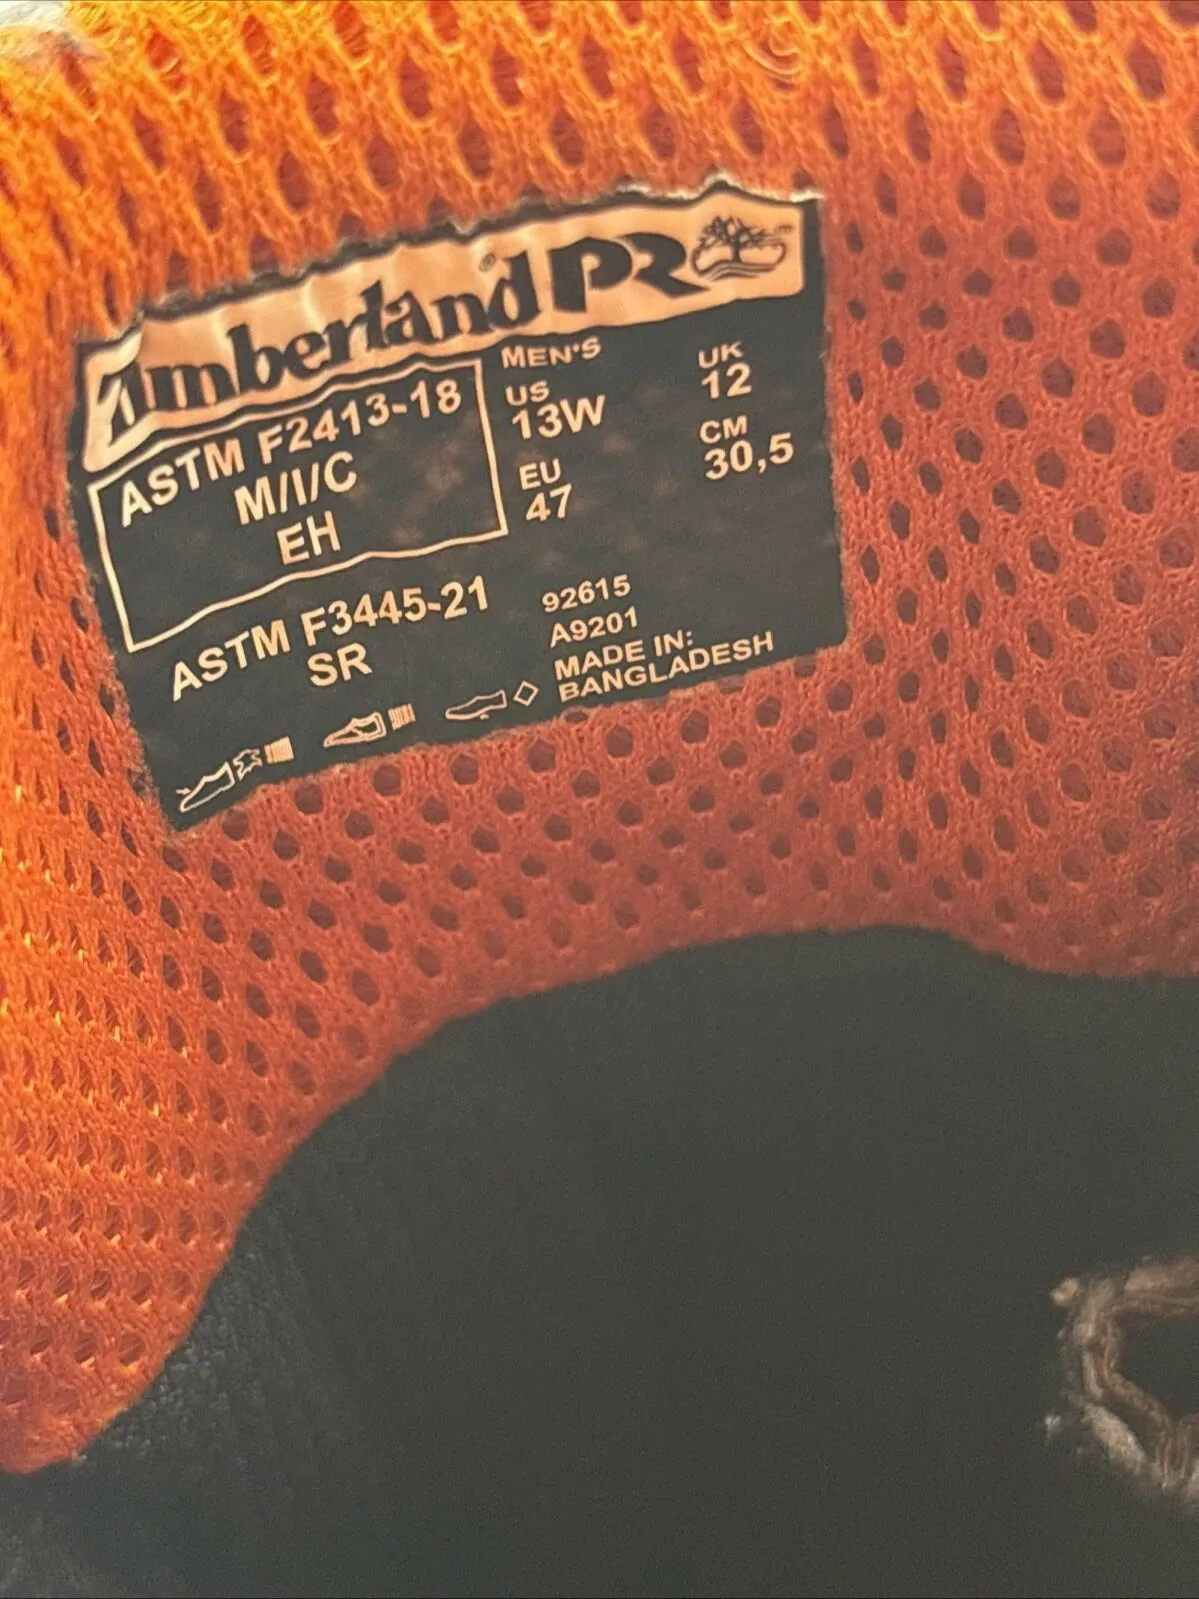 Timberland® PRO™
ASTM F2413-18
M/I/C
EH
ASTM F3445-21
SR
MEN'S
US
13W
EU
47
UK
12
CM
30,5
92615
A9201
MADE IN:
BANGLADESH